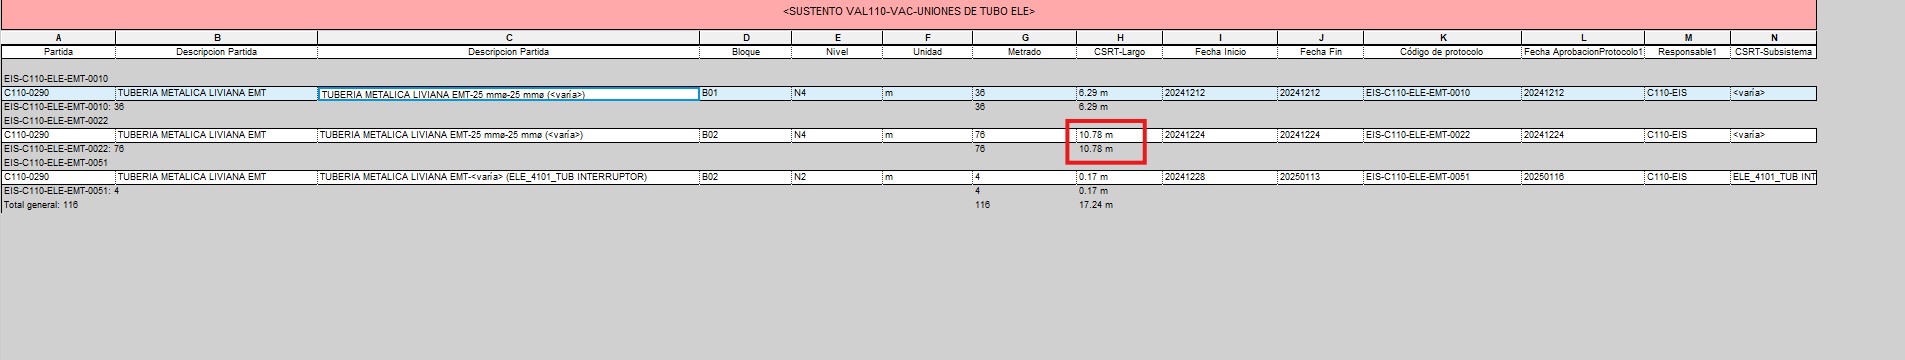 <SUSTENTO VAL110-VAC-UNIONES DE TUBO ELE>
A B C D E F G H I J K L M N
Partida Descripcion Partida Descripcion Partida Bloque Nivel Unidad Metrado CSRT-Largo Fecha Inicio Fecha Fin Código de protocolo Fecha AprobacionProtocolo1 Responsable1 CSRT-Subsistema
EIS-C110-ELE-EMT-0010
C110-0290 TUBERIA METALICA LIVIANA EMT TUBERIA METALICA LIVIANA EMT-25 mmø-25 mmø (<varía>) B01 N4 m 36 6.29 m 20241212 20241212 EIS-C110-ELE-EMT-0010 20241212 C110-EIS <varía>
EIS-C110-ELE-EMT-0010: 36 36 6.29 m
EIS-C110-ELE-EMT-0022
C110-0290 TUBERIA METALICA LIVIANA EMT TUBERIA METALICA LIVIANA EMT-25 mmø-25 mmø (<varía>) B02 N4 m 76 10.78 m 20241224 20241224 EIS-C110-ELE-EMT-0022 20241224 C110-EIS <varía>
EIS-C110-ELE-EMT-0022: 76 76 10.78 m
EIS-C110-ELE-EMT-0051
C110-0290 TUBERIA METALICA LIVIANA EMT TUBERIA METALICA LIVIANA EMT-<varía> (ELE_4101_TUB INTERRUPTOR) B02 N2 m 4 0.17 m 20241228 20250113 EIS-C110-ELE-EMT-0051 20250116 C110-EIS ELE_4101_TUB INT
EIS-C110-ELE-EMT-0051: 4 4 0.17 m
Total general: 116 116 17.24 m